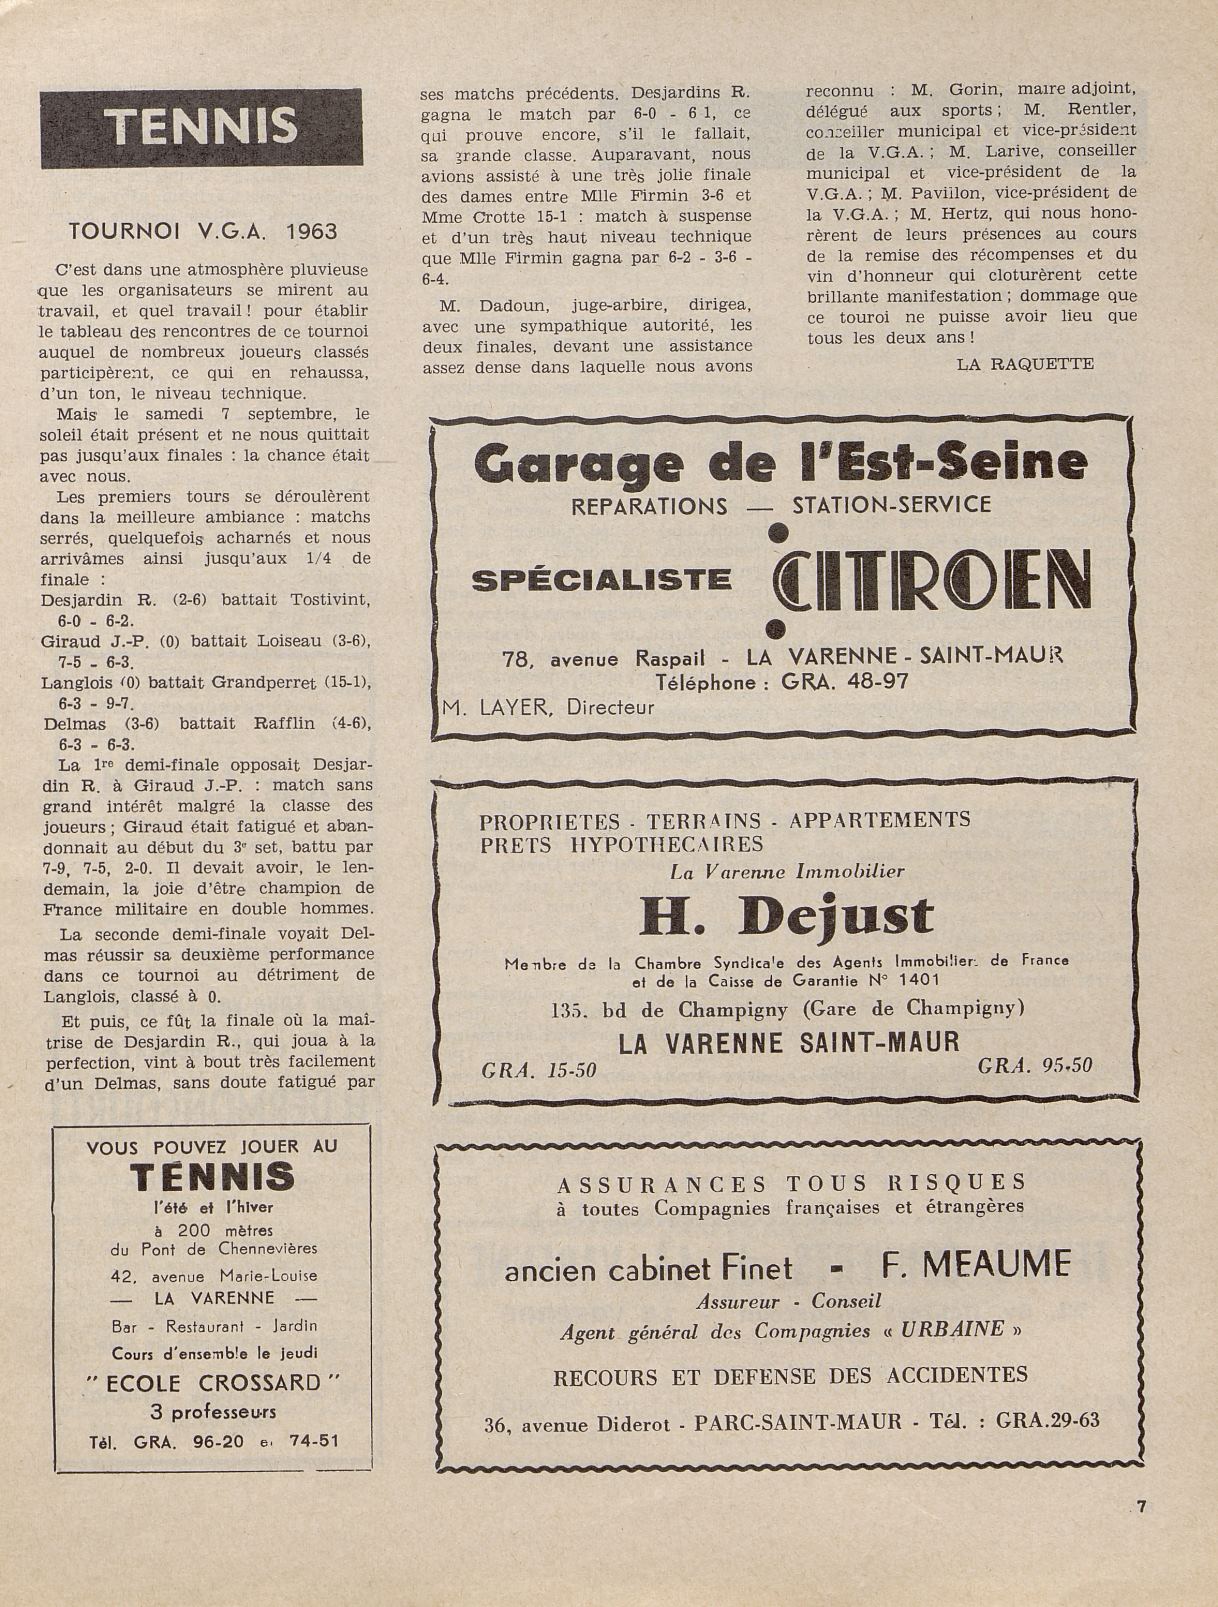 TENNIS
TOURNOI V.G.A. 1963
C'est dans une atmosphère pluvieuse
que les organisateurs se mirent au
travail, et quel travail ! pour établir
le tableau des rencontres de ce tournoi
auquel de nombreux joueurs classés
participèrent, ce qui en rehaussa,
d'un ton, le niveau technique.
Mais le samedi 7 septembre, le
soleil était présent et ne nous quittait
pas jusqu'aux finales : la chance était
avec nous.
Les premiers tours se déroulèrent
dans la meilleure ambiance : matchs
serrés, quelquefois acharnés et nous
arrivâmes ainsi jusqu'aux 1/4 de
finale :
Desjardin R. (2-6) battait Tostivint,
6-0 - 6-2.
Giraud J.-P. (0) battait Loiseau (3-6),
7-5 - 6-3.
Langlois (0) battait Grandperret (15-1),
6-3 - 9-7.
Delmas (3-6) battait Rafflin (4-6),
6-3 - 6-3.
La 1re demi-finale opposait Desjar-
din R. à Giraud J.-P. : match sans
grand intérêt malgré la classe des
joueurs ; Giraud était fatigué et aban-
donnait au début du 3e set, battu par
7-9, 7-5, 2-0. Il devait avoir, le len-
demain, la joie d'être champion de
France militaire en double hommes.
La seconde demi-finale voyait Del-
mas réussir sa deuxième performance
dans ce tournoi au détriment de
Langlois, classé à 0.
Et puis, ce fût la finale où la maî-
trise de Desjardin R., qui joua à la
perfection, vint à bout très facilement
d'un Delmas, sans doute fatigué par
ses matchs précédents. Desjardins R.
gagna le match par 6-0 - 6 1, ce
qui prouve encore, s'il le fallait,
sa grande classe. Auparavant, nous
avions assisté à une très jolie finale
des dames entre Mlle Firmin 3-6 et
Mme Crotte 15-1 : match à suspense
et d'un très haut niveau technique
que Mlle Firmin gagna par 6-2 - 3-6 -
6-4.
M. Dadoun, juge-arbire, dirigea,
avec une sympathique autorité, les
deux finales, devant une assistance
assez dense dans laquelle nous avons
reconnu : M. Gorin, maire adjoint,
délégué aux sports ; M. Rentler,
conseiller municipal et vice-président
de la V.G.A. ; M. Larive, conseiller
municipal et vice-président de la
V.G.A. ; M. Pavillon, vice-président de
la V.G.A. ; M. Hertz, qui nous hono-
rèrent de leurs présences au cours
de la remise des récompenses et du
vin d'honneur qui cloturèrent cette
brillante manifestation ; dommage que
ce touroi ne puisse avoir lieu que
tous les deux ans !
LA RAQUETTE
Garage de l'Est-Seine
REPARATIONS — STATION-SERVICE
SPÉCIALISTE CITROEN
78, avenue Raspail - LA VARENNE - SAINT-MAUR
Téléphone : GRA. 48-97
M. LAYER, Directeur
PROPRIETES - TERRAINS - APPARTEMENTS
PRETS HYPOTHECAIRES
La Varenne Immobilier
H. Dejust
Membre de la Chambre Syndicale des Agents Immobiliers de France
et de la Caisse de Garantie N° 1401
135. bd de Champigny (Gare de Champigny)
LA VARENNE SAINT-MAUR
GRA. 15-50 GRA. 95-50
VOUS POUVEZ JOUER AU
TENNIS
l'été et l'hiver
à 200 mètres
du Pont de Chennevières
42, avenue Marie-Louise
— LA VARENNE —
Bar - Restaurant - Jardin
Cours d'ensemble le jeudi
" ECOLE CROSSARD "
3 professeurs
Tél. GRA. 96-20 et 74-51
ASSURANCES TOUS RISQUES
à toutes Compagnies françaises et étrangères
ancien cabinet Finet - F. MEAUME
Assureur - Conseil
Agent général des Compagnies « URBAINE »
RECOURS ET DEFENSE DES ACCIDENTES
36, avenue Diderot - PARC-SAINT-MAUR - Tél. : GRA.29-63
7